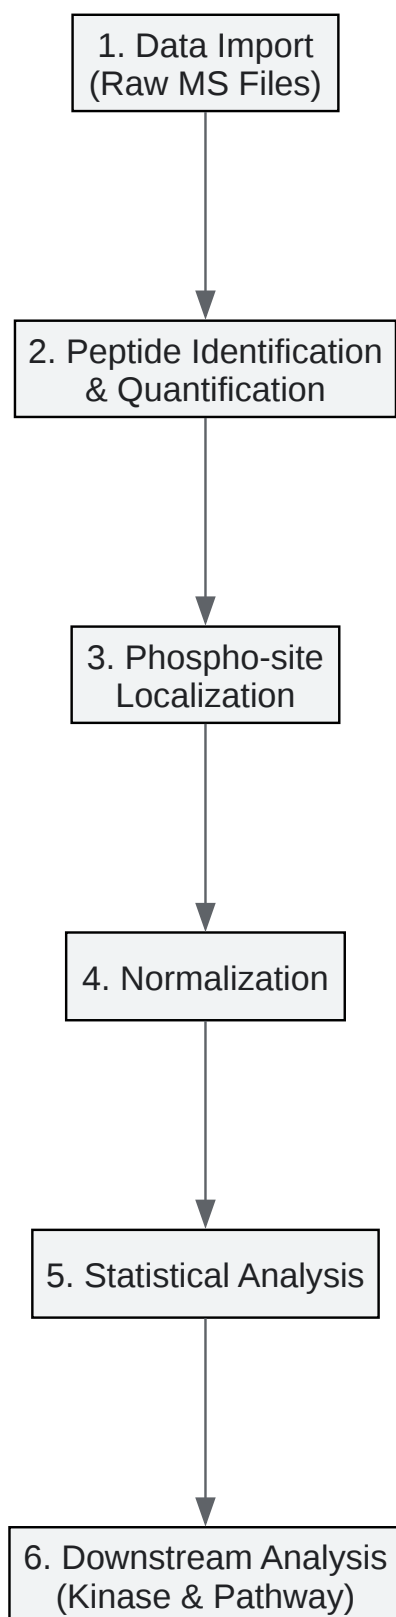 1. Data Import
(Raw MS Files)
2. Peptide Identification
& Quantification
3. Phospho-site
Localization
4. Normalization
5. Statistical Analysis
6. Downstream Analysis
(Kinase & Pathway)